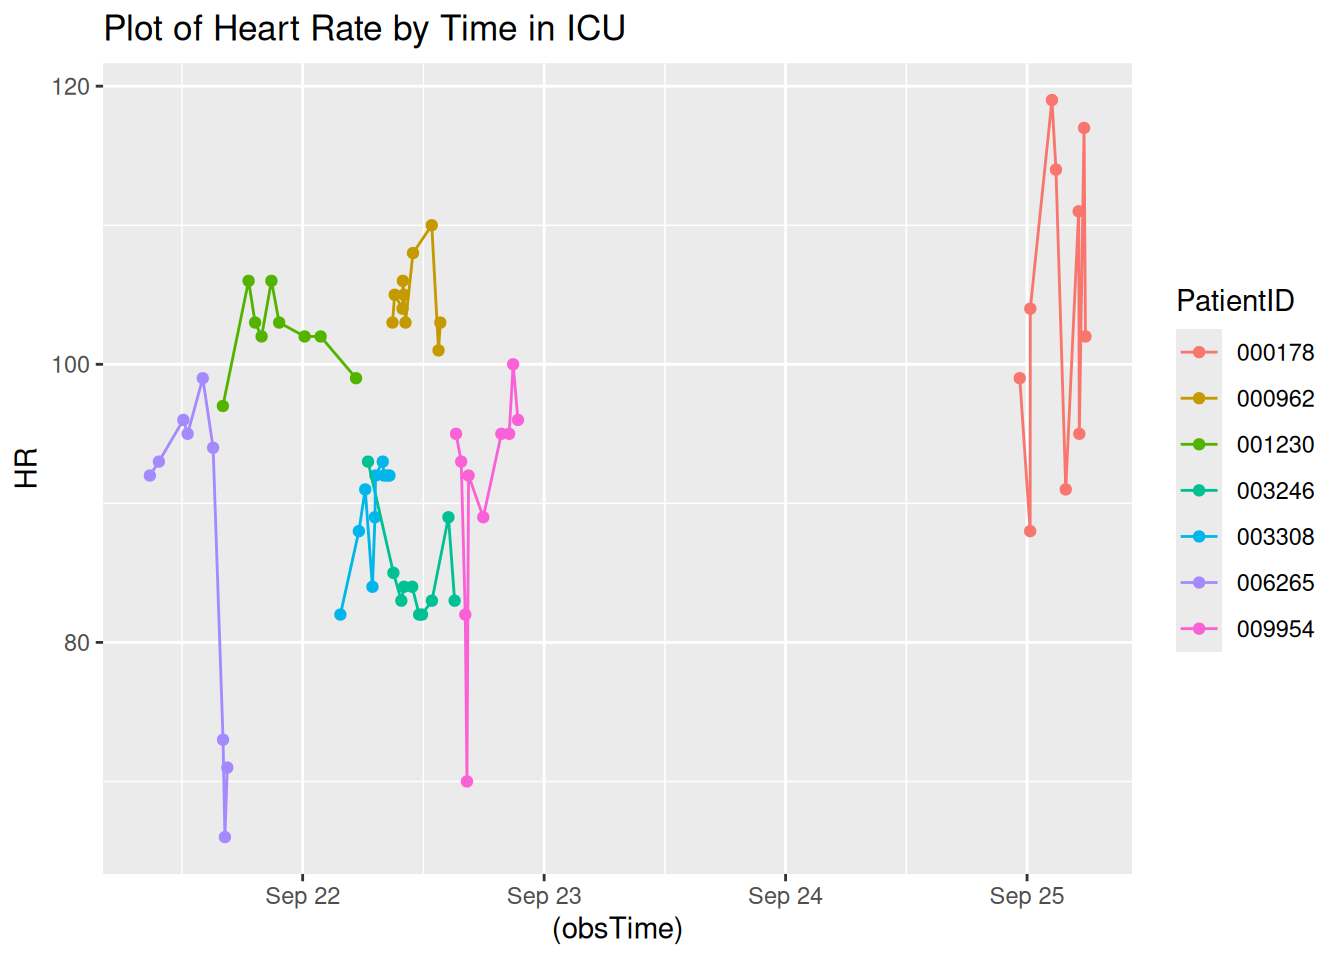 Plot of Heart Rate by Time in ICU
120
100
80
HR
Sep 22
Sep 23
Sep 24
Sep 25
(obsTime)
PatientID
000178
000962
001230
003246
003308
006265
009954